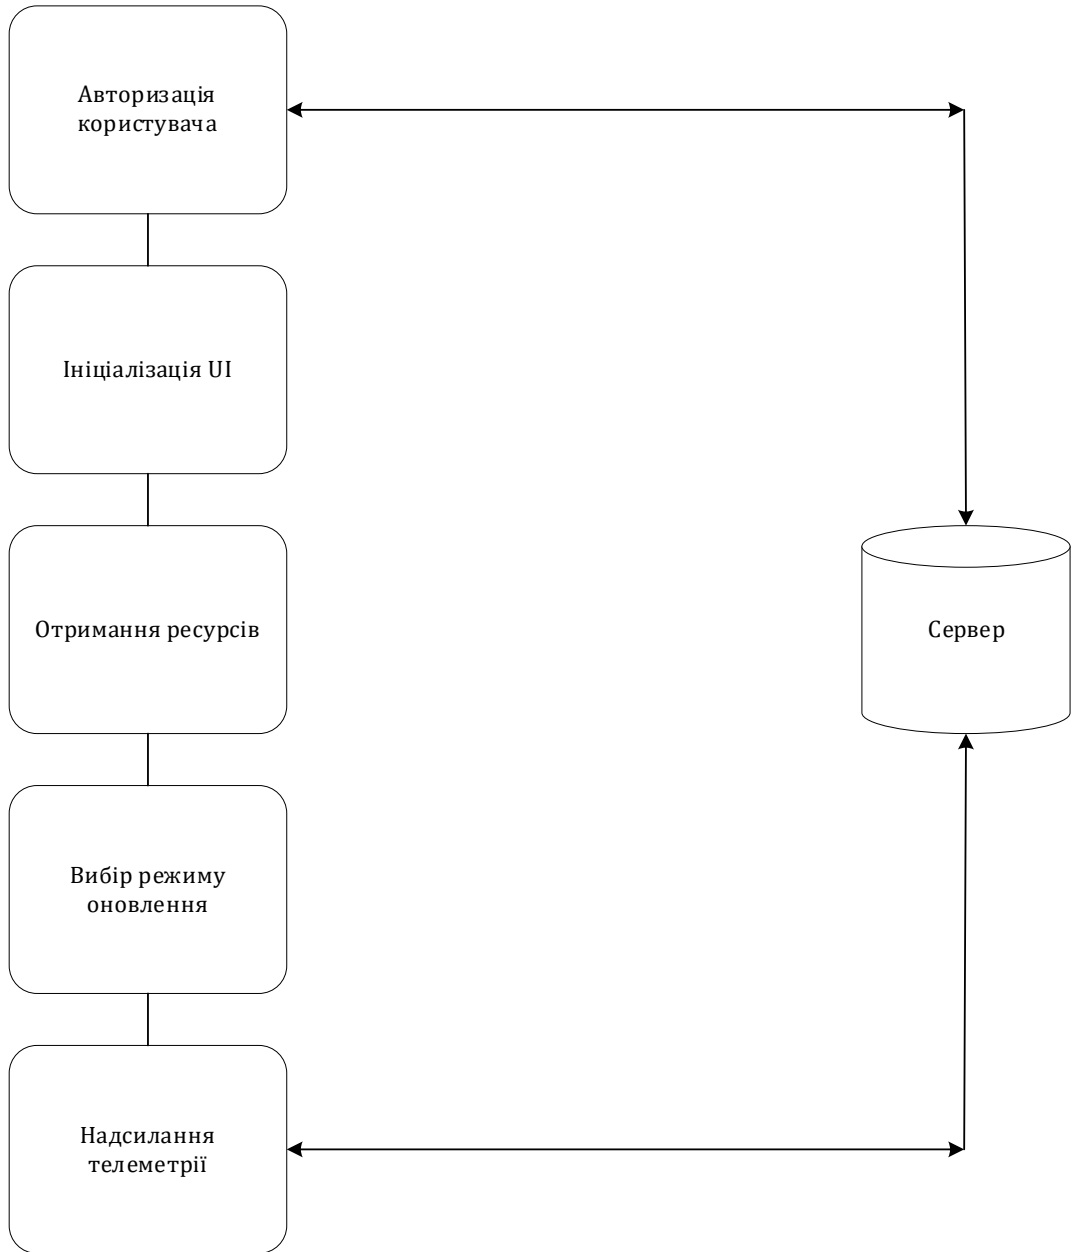 Авторизація
користувача
Ініціалізація UI
Отримання ресурсів
Сервер
Вибір режиму
оновлення
Надсилання
телеметрії